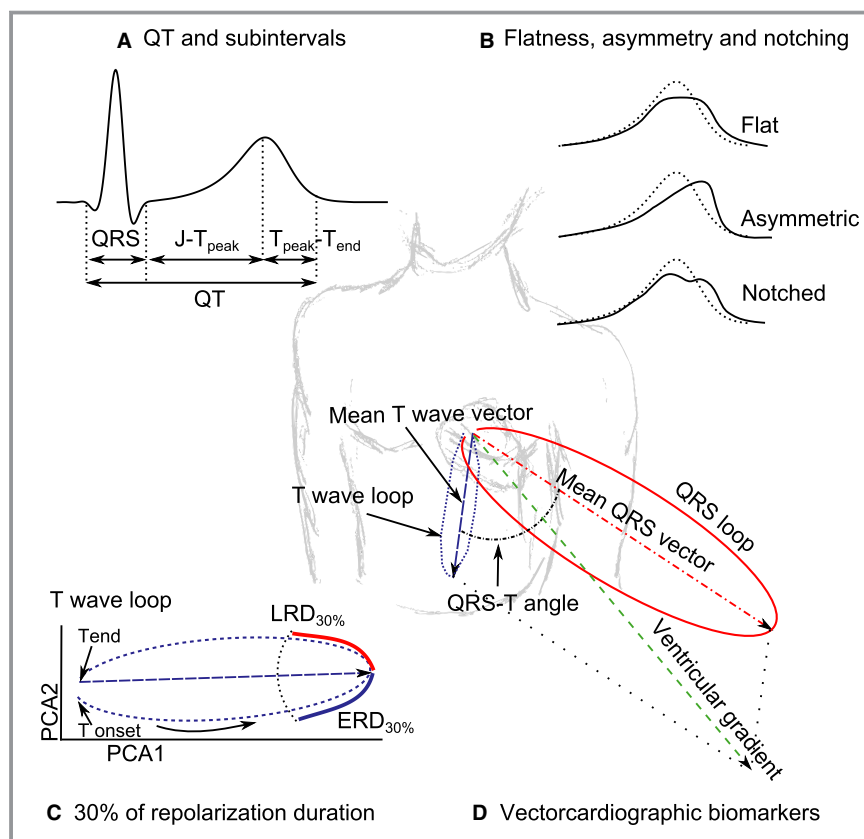 A QT and subintervals
QRS
J-Tpeak
Tpeak-Tend
QT
B Flatness, asymmetry and notching
Flat
Asymmetric
Notched
Mean T wave vector
T wave loop
QRS-T angle
Mean QRS vector
QRS loop
Ventricular gradient
T wave loop
Tend
T onset
LRD30%
ERD30%
PCA2
PCA1
C 30% of repolarization duration
D Vectorcardiographic biomarkers